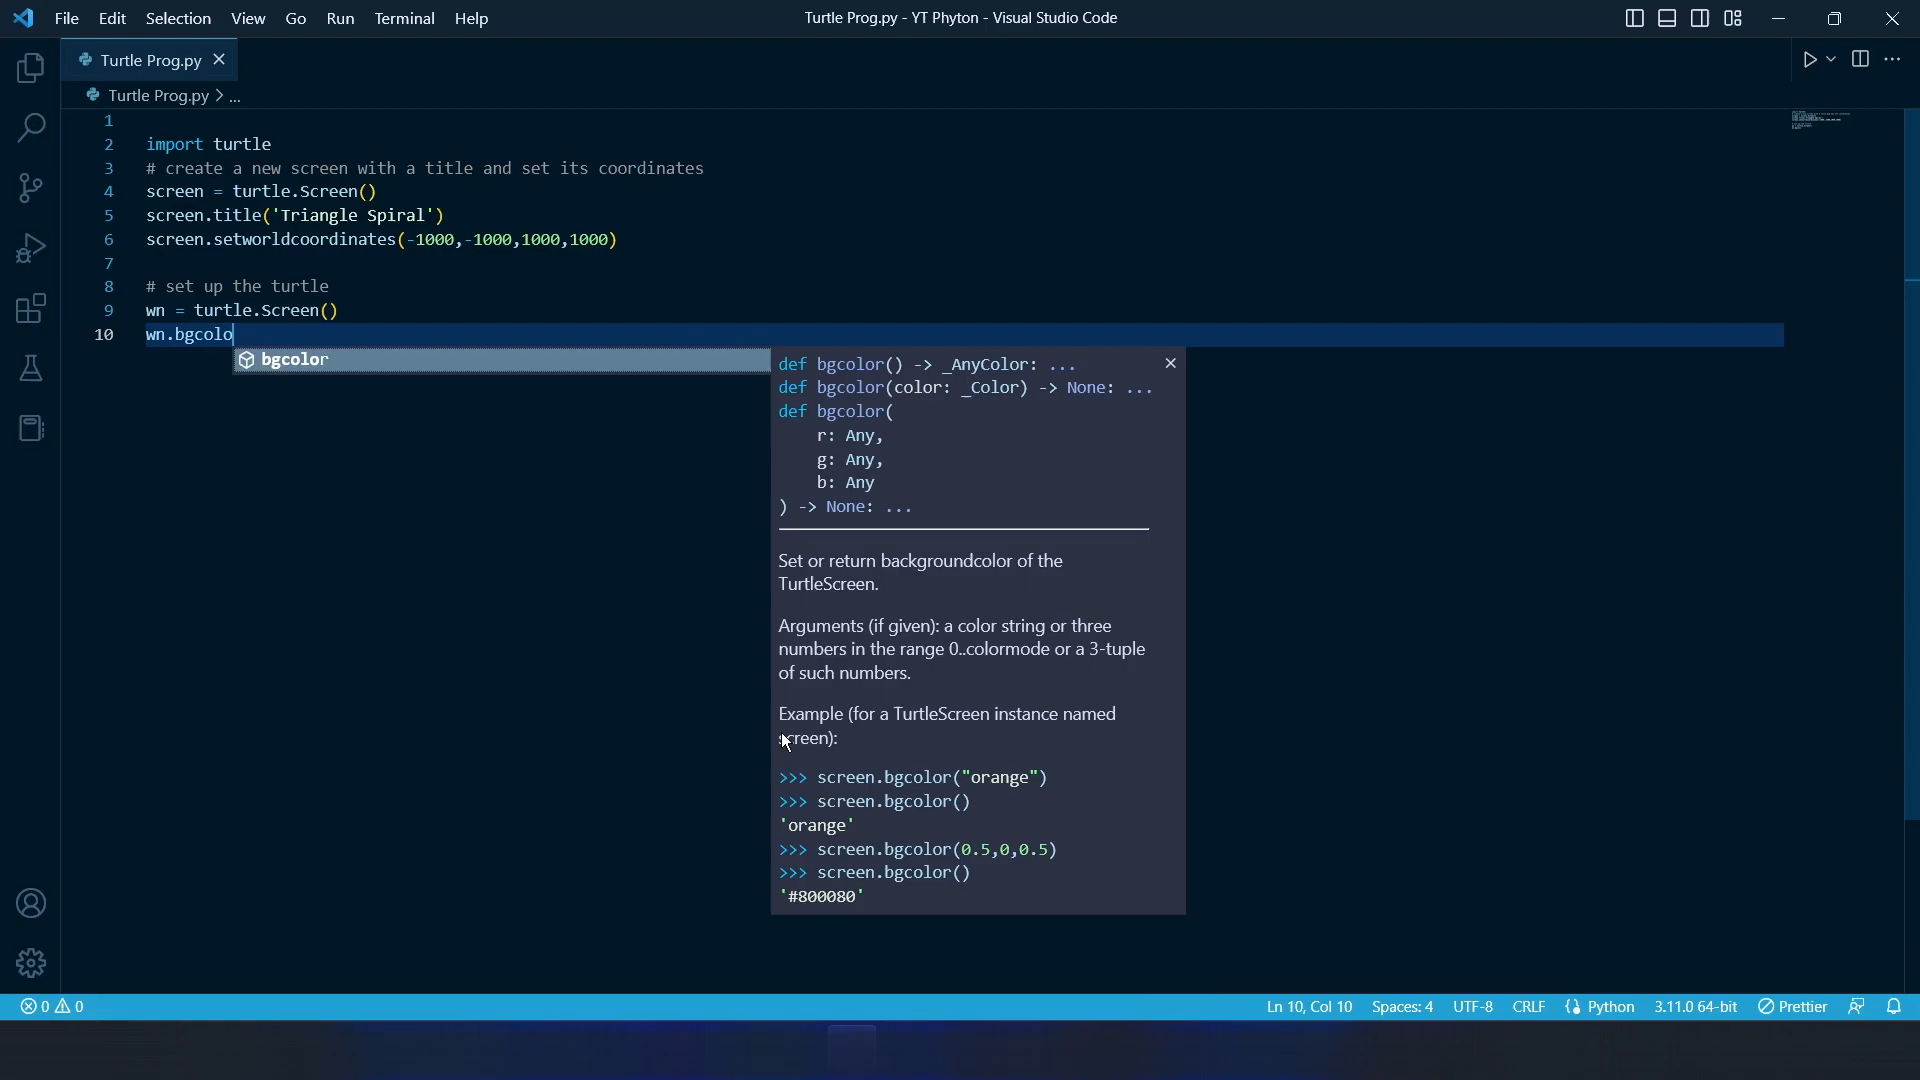 File Edit Selection View Go Run Terminal Help
Turtle Prog.py - YT Phyton - Visual Studio Code
Turtle Prog.py
Turtle Prog.py > ...
1
2 import turtle
3 # create a new screen with a title and set its coordinates
4 screen = turtle.Screen()
5 screen.title('Triangle Spiral')
6 screen.setworldcoordinates(-1000,-1000,1000,1000)
7
8 # set up the turtle
9 wn = turtle.Screen()
10 wn.bgcolo
bgcolor
def bgcolor() -> _AnyColor: ...
def bgcolor(color: _Color) -> None: ...
def bgcolor(
r: Any,
g: Any,
b: Any
) -> None: ...
Set or return backgroundcolor of the
TurtleScreen.
Arguments (if given): a color string or three
numbers in the range 0..colormode or a 3-tuple
of such numbers.
Example (for a TurtleScreen instance named
screen):
>>> screen.bgcolor("orange")
>>> screen.bgcolor()
'orange'
>>> screen.bgcolor(0.5,0,0.5)
>>> screen.bgcolor()
'#800080'
0 0
Ln 10, Col 10 Spaces: 4 UTF-8 CRLF Python 3.11.0 64-bit Prettier